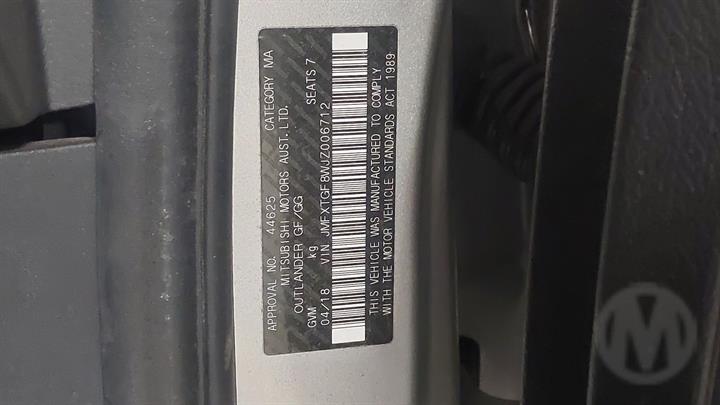 APPROVAL NO. 44625 CATEGORY MA
MITSUBISHI MOTORS AUST. LTD.
OUTLANDER GF/GG
GVM kg SEATS 7
04/18 VIN JMFXTGF8WJZ006712
THIS VEHICLE WAS MANUFACTURED TO COMPLY
WITH THE MOTOR VEHICLE STANDARDS ACT 1989
M